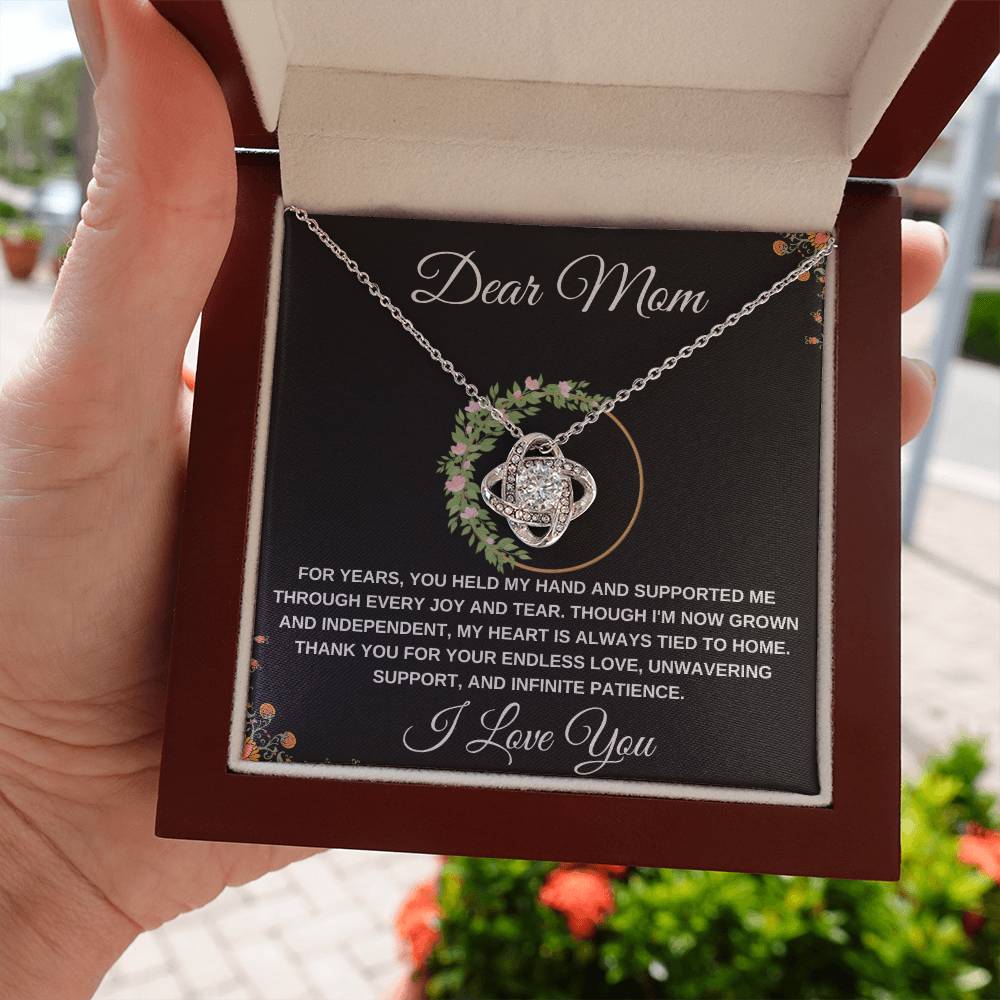 Dear Mom
FOR YEARS, YOU HELD MY HAND AND SUPPORTED ME
THROUGH EVERY JOY AND TEAR. THOUGH I'M NOW GROWN
AND INDEPENDENT, MY HEART IS ALWAYS TIED TO HOME.
THANK YOU FOR YOUR ENDLESS LOVE, UNWAVERING
SUPPORT, AND INFINITE PATIENCE.
I Love You